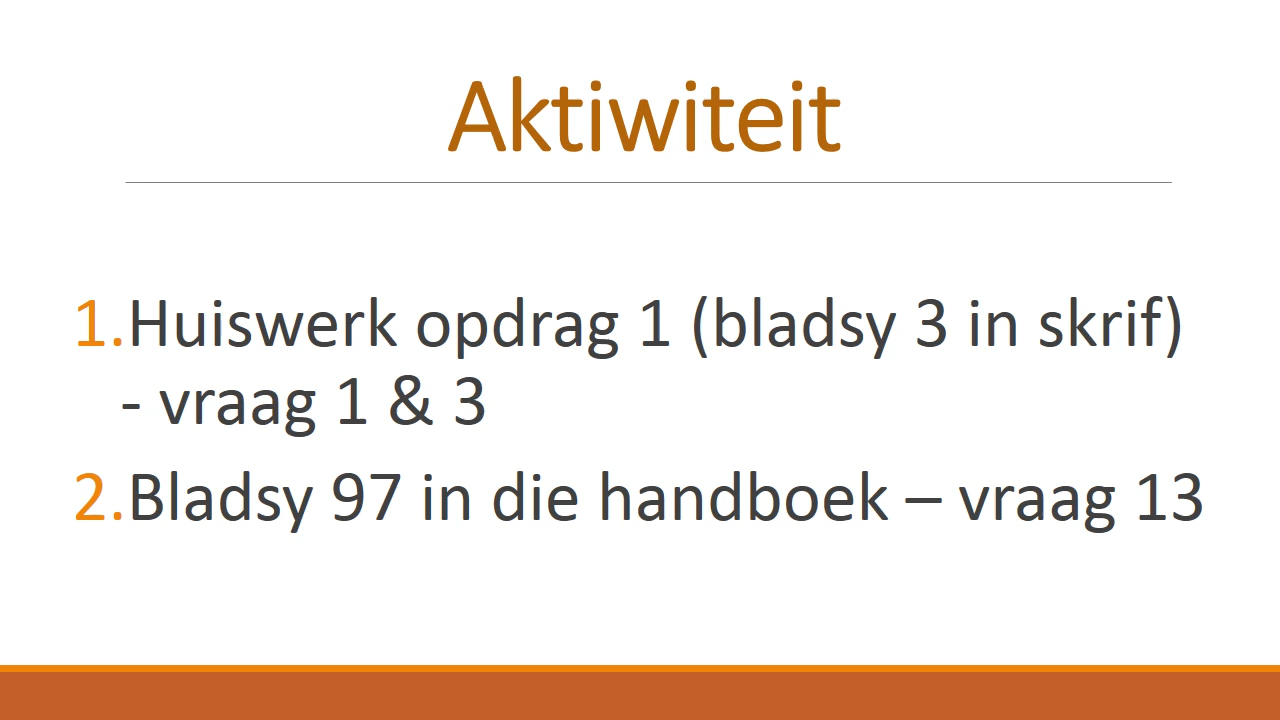 Aktiwiteit
1.Huiswerk opdrag 1 (bladsy 3 in skrif)
- vraag 1 & 3
2.Bladsy 97 in die handboek – vraag 13